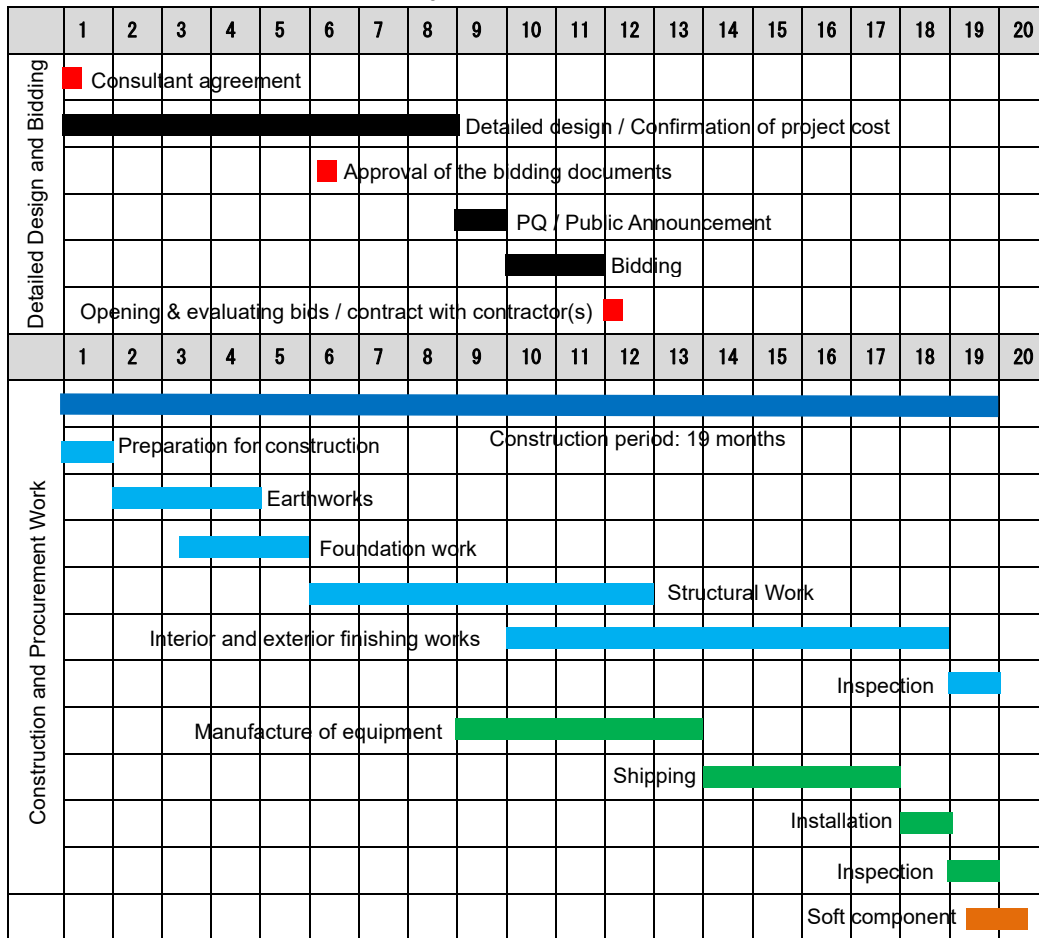 1 2 3 4 5 6 7 8 9 10 11 12 13 14 15 16 17 18 19 20
Detailed Design and Bidding
Consultant agreement
Detailed design / Confirmation of project cost
Approval of the bidding documents
PQ / Public Announcement
Bidding
Opening & evaluating bids / contract with contractor(s)
1 2 3 4 5 6 7 8 9 10 11 12 13 14 15 16 17 18 19 20
Construction and Procurement Work
Construction period: 19 months
Preparation for construction
Earthworks
Foundation work
Structural Work
Interior and exterior finishing works
Inspection
Manufacture of equipment
Shipping
Installation
Inspection
Soft component